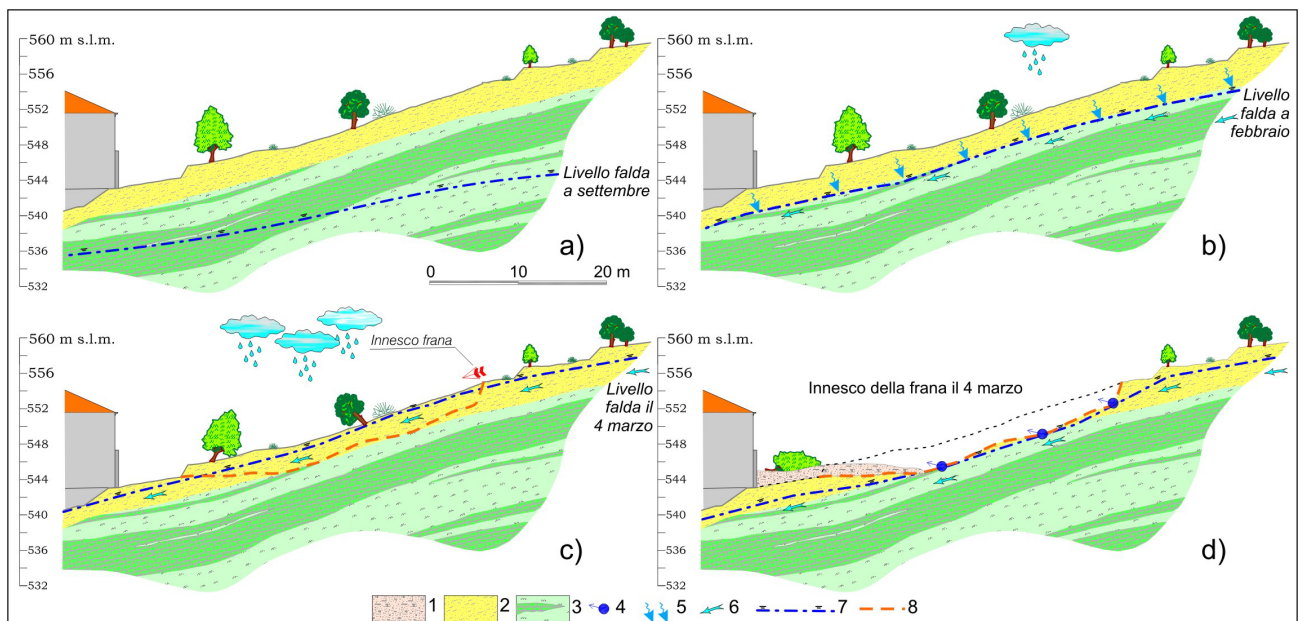 560 m s.l.m.
556
552
548
544
540
536
532
Livello falda
a settembre
a)
0 10 20 m
560 m s.l.m.
556
552
548
544
540
536
532
Livello
falda a
febbraio
b)
560 m s.l.m.
556
552
548
544
540
536
532
Innesco frana
Livello
falda il
4 marzo
c)
560 m s.l.m.
556
552
548
544
540
536
532
Innesco della frana il 4 marzo
d)
1 2 3 4 5 6 7 8